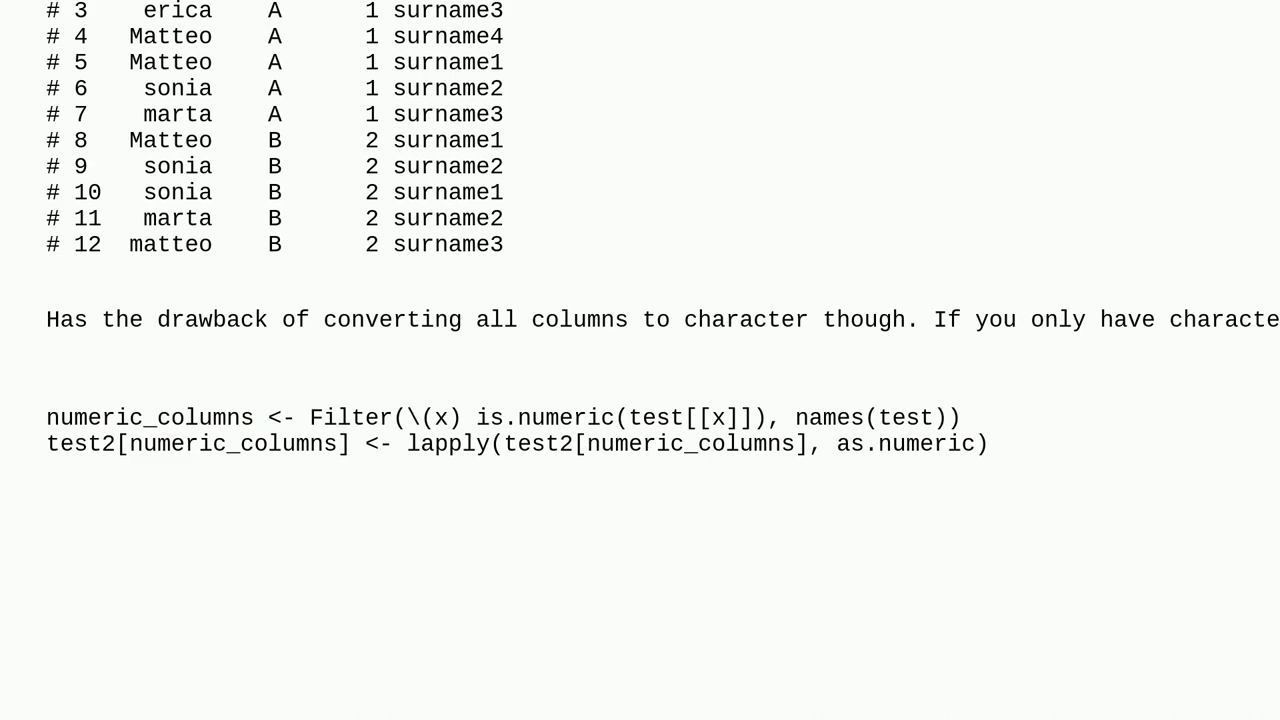 # 3    erica    A      1 surname3
# 4   Matteo    A      1 surname4
# 5   Matteo    A      1 surname1
# 6    sonia    A      1 surname2
# 7    marta    A      1 surname3
# 8   Matteo    B      2 surname1
# 9    sonia    B      2 surname2
# 10   sonia    B      2 surname1
# 11   marta    B      2 surname2
# 12  matteo    B      2 surname3
Has the drawback of converting all columns to character though. If you only have characte
numeric_columns <- Filter(\(x) is.numeric(test[[x]]), names(test))
test2[numeric_columns] <- lapply(test2[numeric_columns], as.numeric)